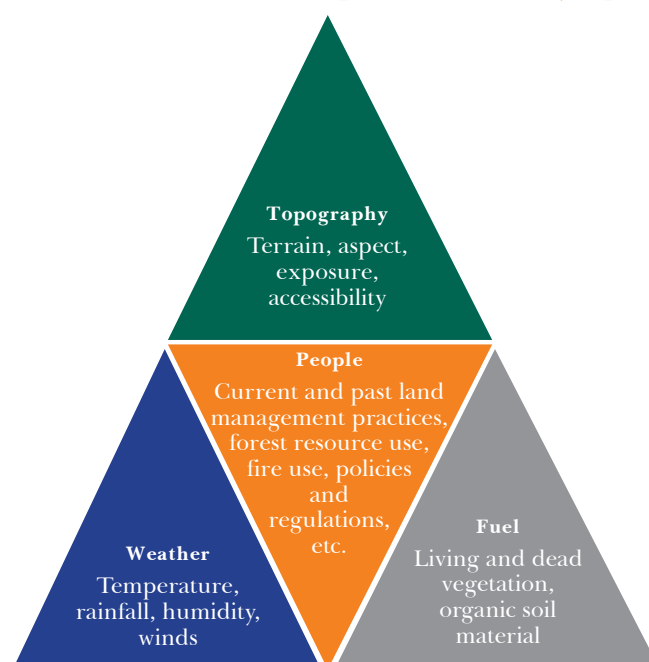 Topography
Terrain, aspect,
exposure,
accessibility
People
Current and past land
management practices,
forest resource use,
fire use, policies
and
regulations,
etc.
Weather
Temperature,
rainfall, humidity,
winds
Fuel
Living and dead
vegetation,
organic soil
material